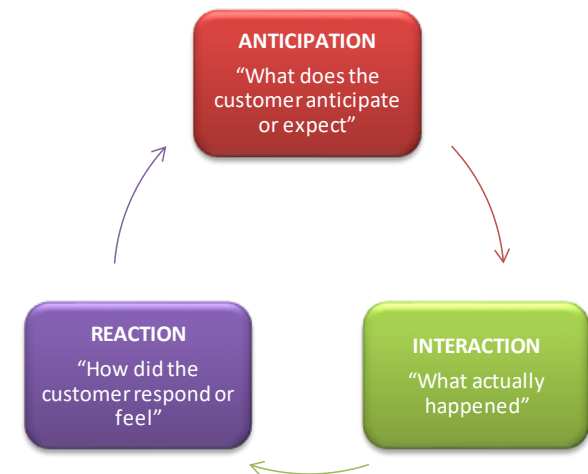 ANTICIPATION
“What does the
customer anticipate
or expect”
REACTION
“How did the
customer respond or
feel”
INTERACTION
“What actually
happened”